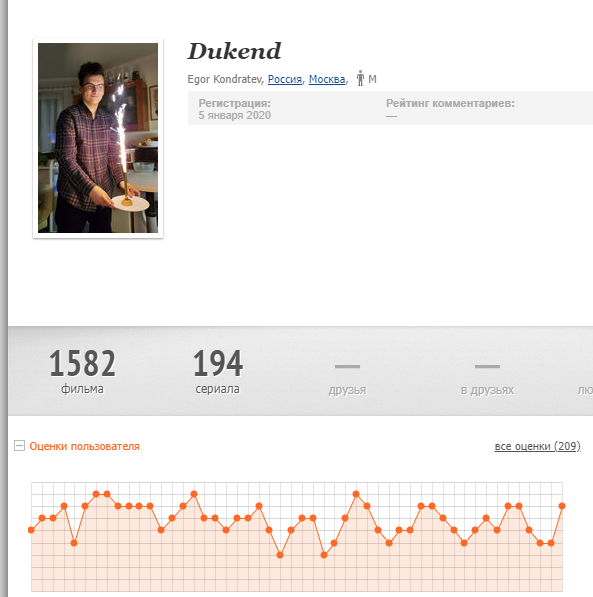 Dukend
Egor Kondratev, Россия, Москва, М
Регистрация: Рейтинг комментариев:
5 января 2020 —
1582 194 — —
фильма сериала друзья в друзьях лю
Оценки пользователя все оценки (209)